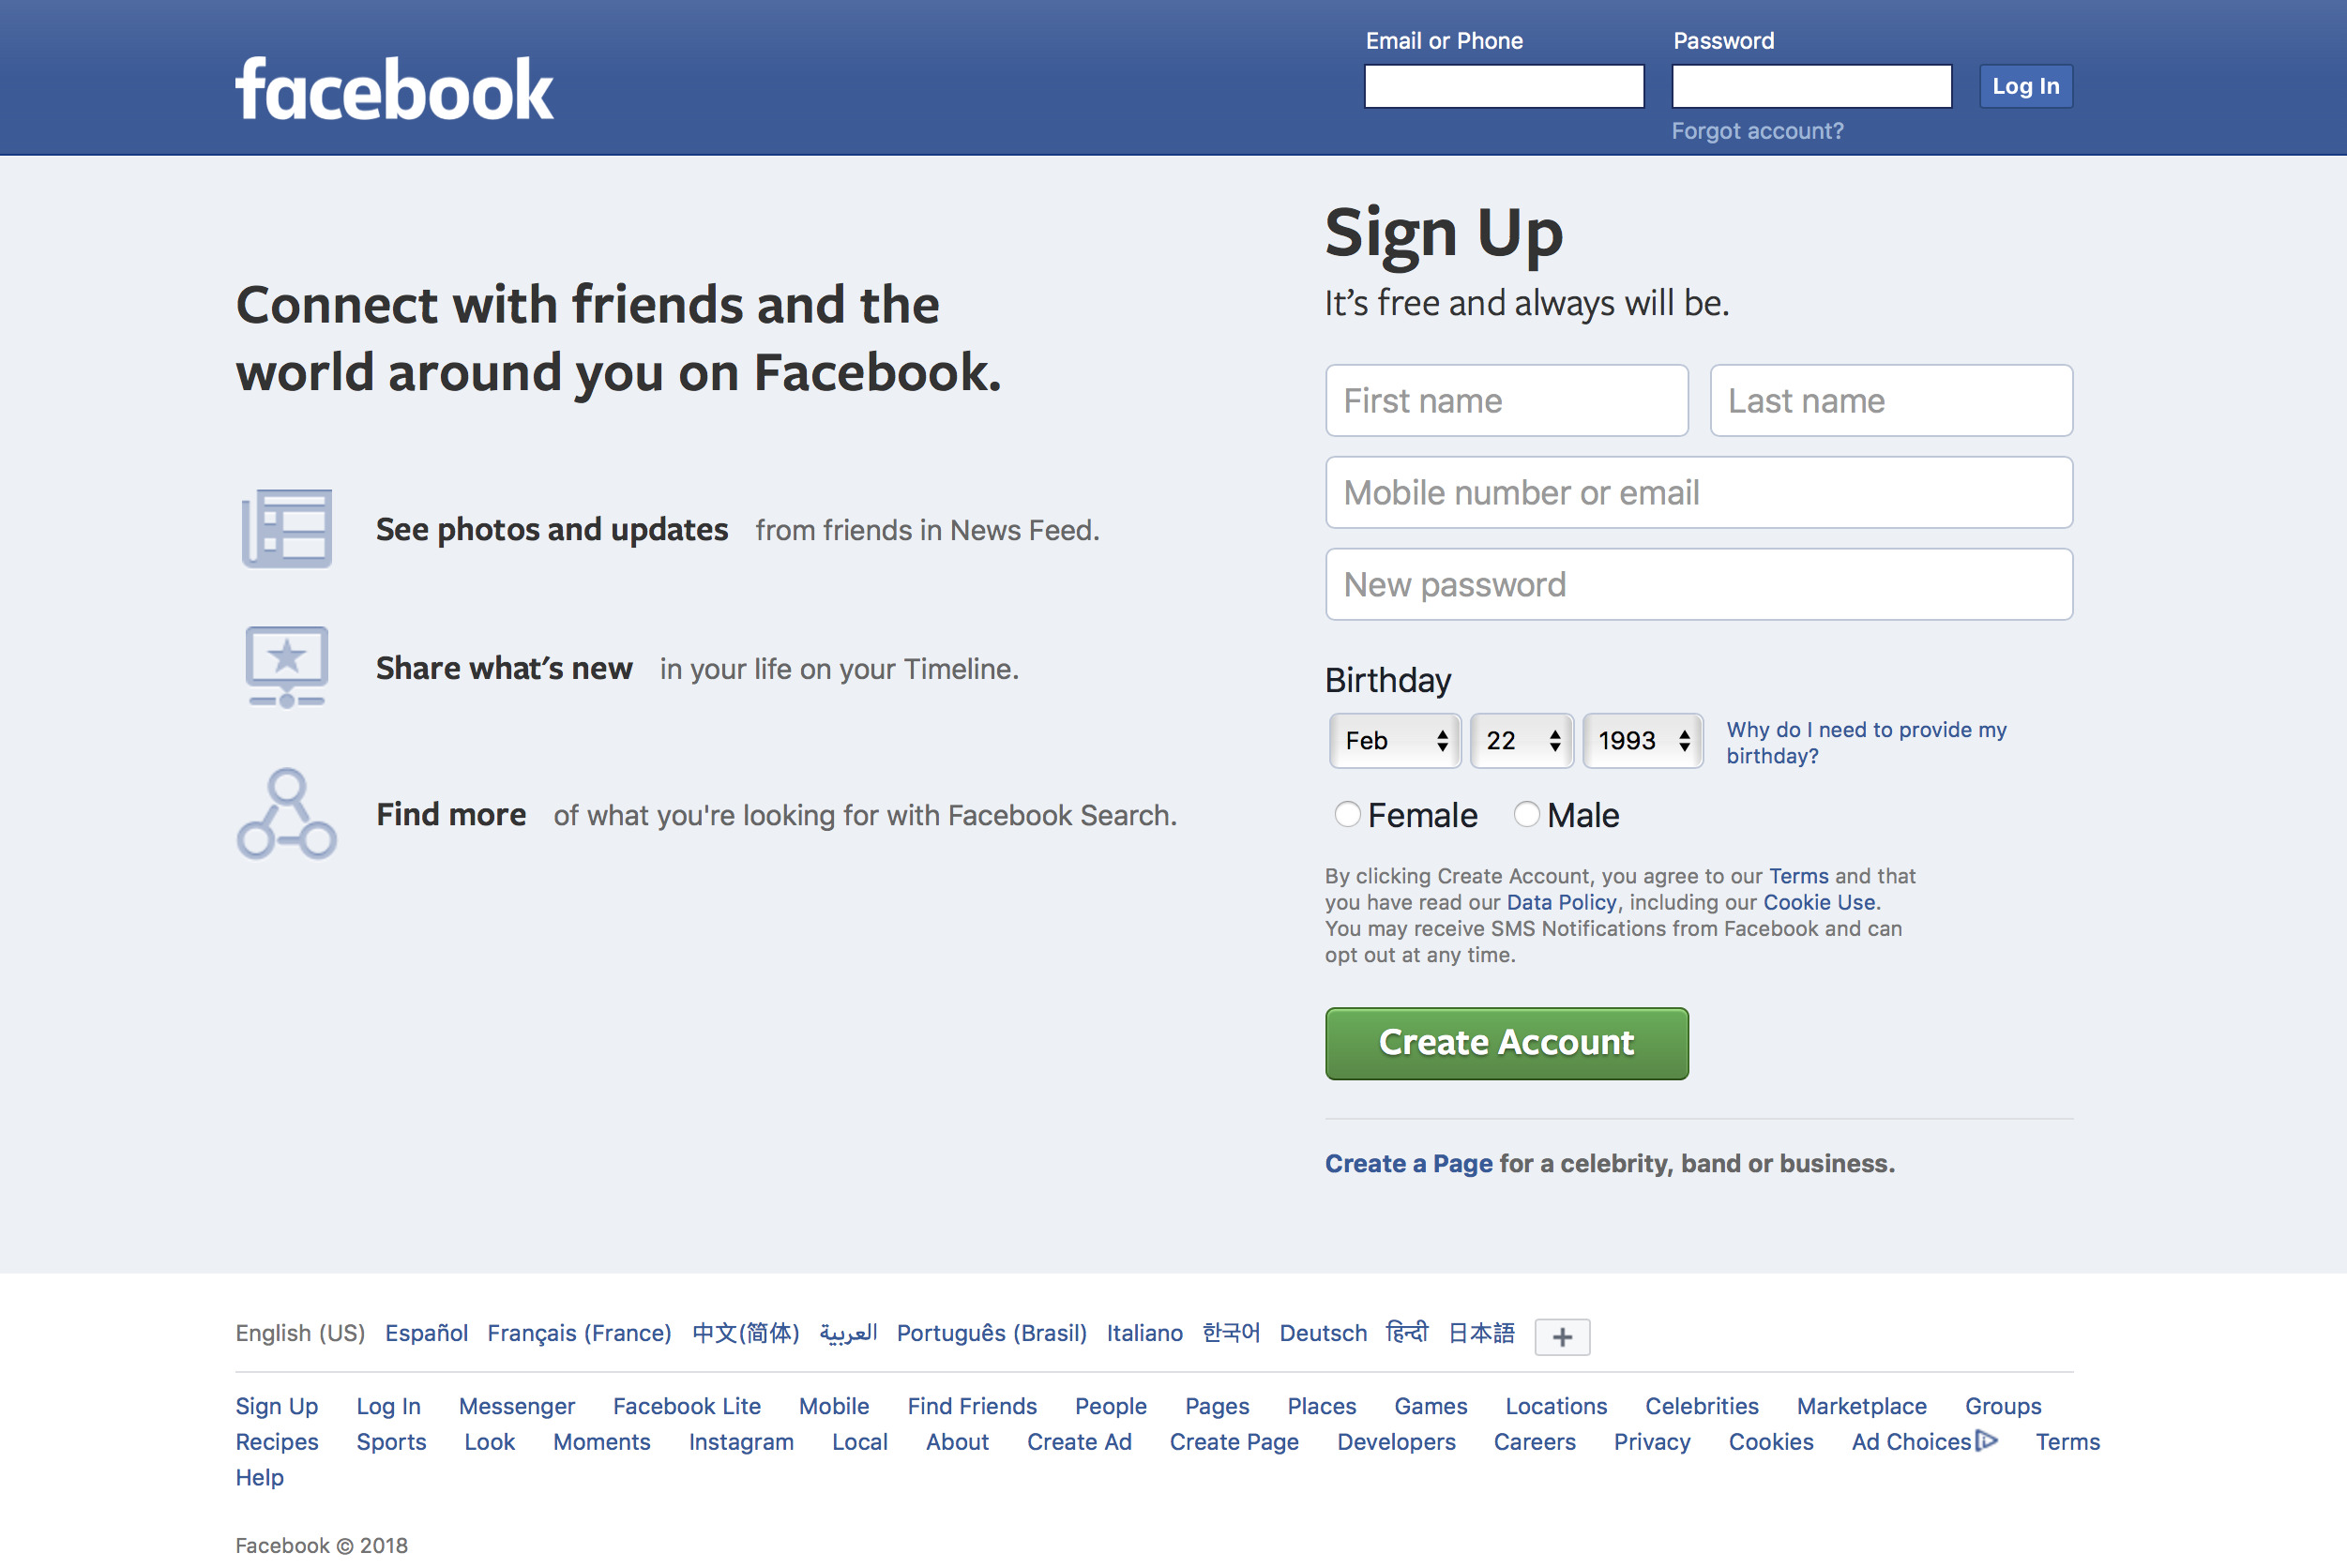 facebook
Email or Phone
Password
Log In
Forgot account?
Connect with friends and the
world around you on Facebook.
See photos and updates from friends in News Feed.
Share what's new in your life on your Timeline.
Find more of what you're looking for with Facebook Search.
Sign Up
It’s free and always will be.
First name
Last name
Mobile number or email
New password
Birthday
Feb 22 1993
Why do I need to provide my
birthday?
Female Male
By clicking Create Account, you agree to our Terms and that
you have read our Data Policy, including our Cookie Use.
You may receive SMS Notifications from Facebook and can
opt out at any time.
Create Account
Create a Page for a celebrity, band or business.
English (US) Español Français (France) 中文(简体) العربية Português (Brasil) Italiano 한국어 Deutsch हिन्दी 日本語 +
Sign Up Log In Messenger Facebook Lite Mobile Find Friends People Pages Places Games Locations Celebrities Marketplace Groups
Recipes Sports Look Moments Instagram Local About Create Ad Create Page Developers Careers Privacy Cookies Ad Choices Terms
Help
Facebook © 2018